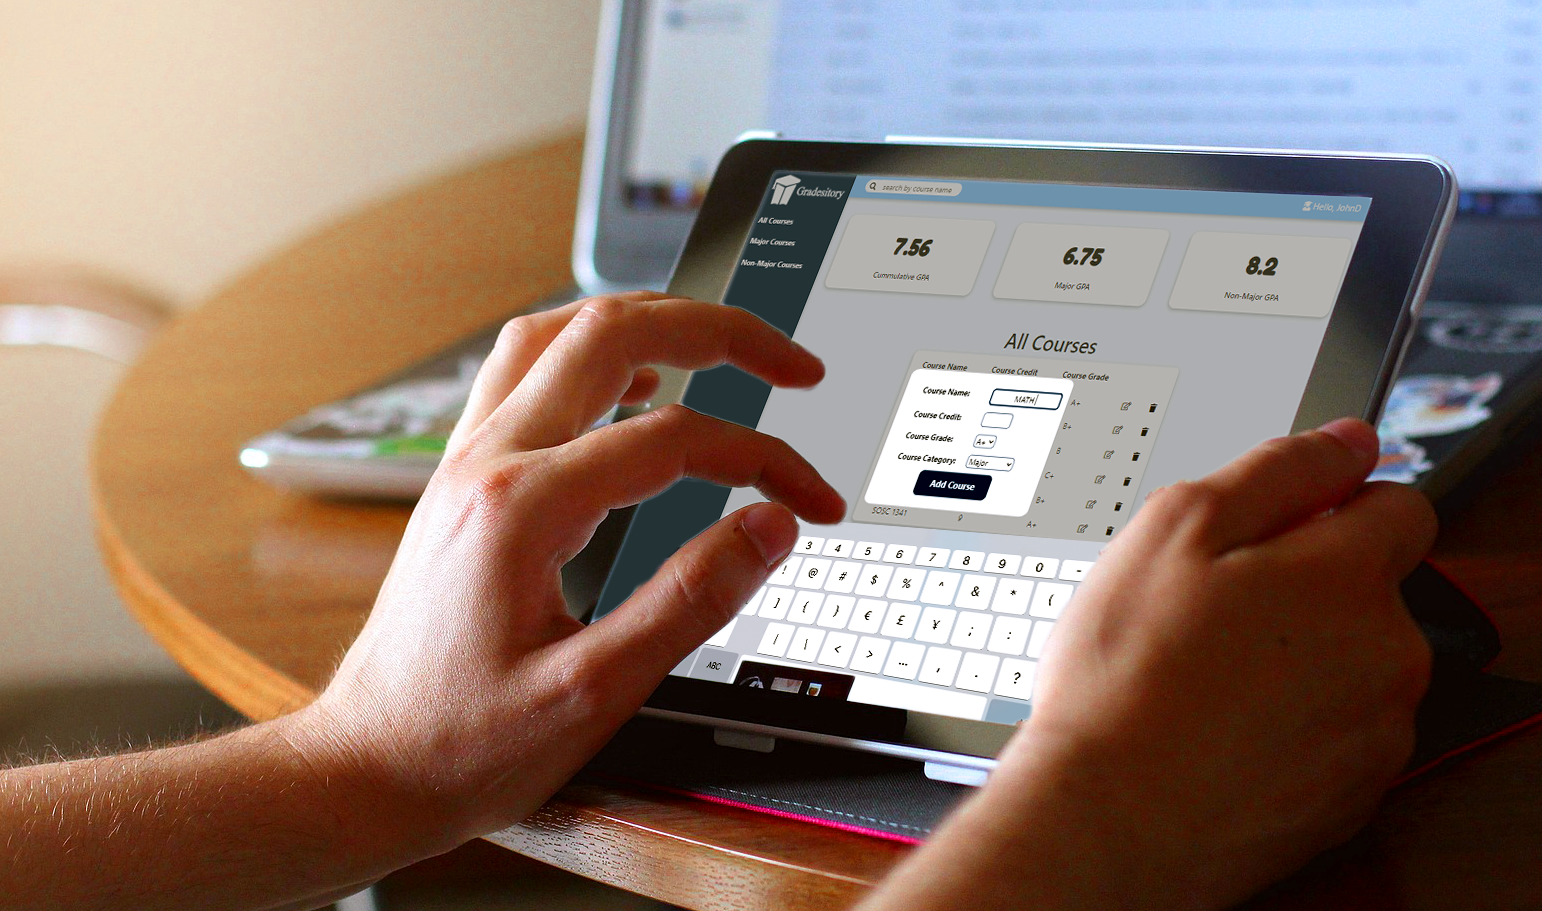 Gradesitory
search by course name
Hello, JohnD
All Courses
Major Courses
Non-Major Courses
7.56
Cummulative GPA
6.75
Major GPA
8.2
Non-Major GPA
All Courses
Course Name Course Credit Course Grade
Course Name: MATH
Course Credit:
Course Grade: A+
Course Category: Major
Add Course
A+
B+
B
C+
B+
SOSC 1341 9 A+
3 4 5 6 7 8 9 0 -
! @ # $ % ^ & * (
] { } € £ ¥ ; :
| \ < > ... , . ?
ABC